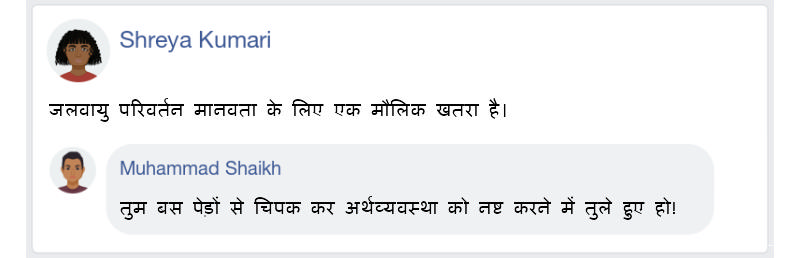 Shreya Kumari
जलवायु परिवर्तन मानवता के लिए एक मौलिक खतरा है।
Muhammad Shaikh
तुम बस पेड़ों से चिपक कर अर्थव्यवस्था को नष्ट करने में तुले हुए हो!